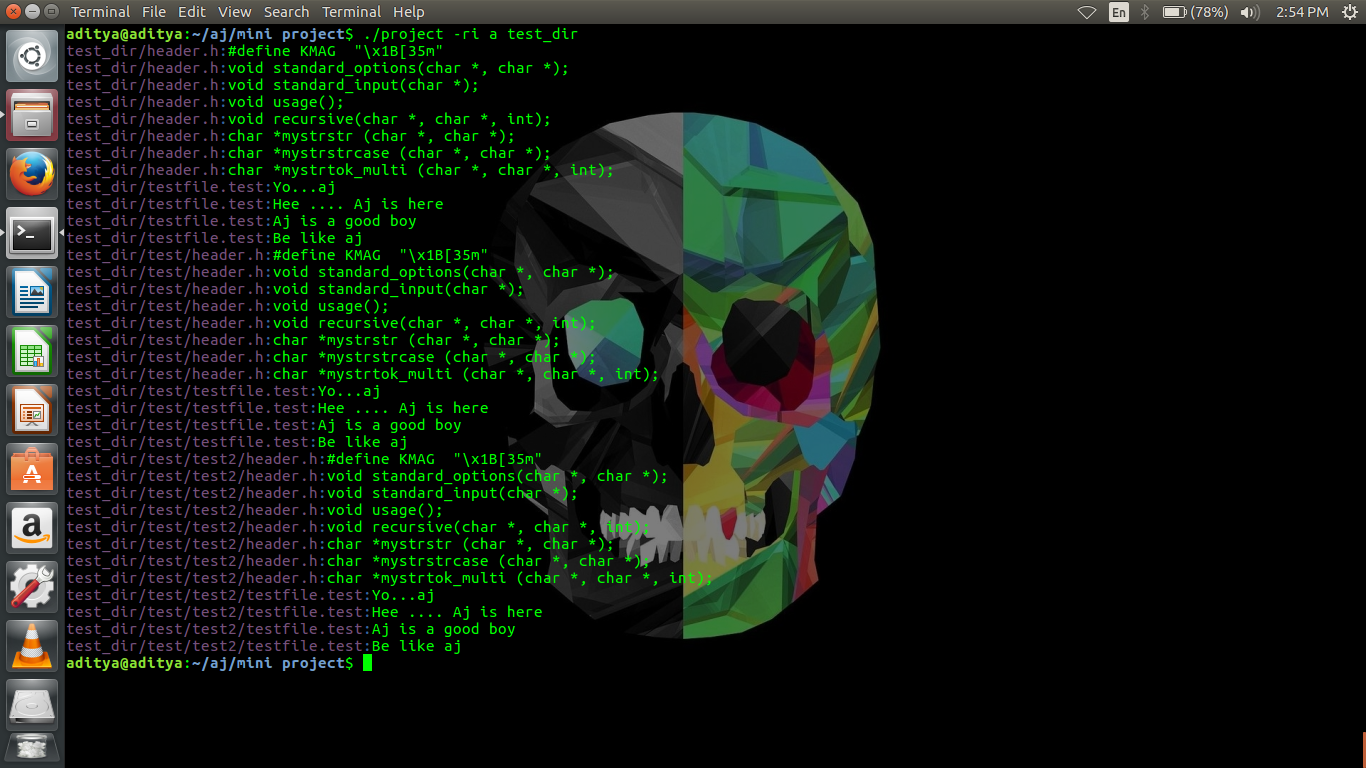 Terminal File Edit View Search Terminal Help En (78%) 2:54 PM
aditya@aditya:~/aj/mini project$ ./project -ri a test_dir
test_dir/header.h:#define KMAG  "\x1B[35m"
test_dir/header.h:void standard_options(char *, char *);
test_dir/header.h:void standard_input(char *);
test_dir/header.h:void usage();
test_dir/header.h:void recursive(char *, char *, int);
test_dir/header.h:char *mystrstr (char *, char *);
test_dir/header.h:char *mystrstrcase (char *, char *);
test_dir/header.h:char *mystrtok_multi (char *, char *, int);
test_dir/testfile.test:Yo...aj
test_dir/testfile.test:Hee .... Aj is here
test_dir/testfile.test:Aj is a good boy
test_dir/testfile.test:Be like aj
test_dir/test/header.h:#define KMAG  "\x1B[35m"
test_dir/test/header.h:void standard_options(char *, char *);
test_dir/test/header.h:void standard_input(char *);
test_dir/test/header.h:void usage();
test_dir/test/header.h:void recursive(char *, char *, int);
test_dir/test/header.h:char *mystrstr (char *, char *);
test_dir/test/header.h:char *mystrstrcase (char *, char *);
test_dir/test/header.h:char *mystrtok_multi (char *, char *, int);
test_dir/test/testfile.test:Yo...aj
test_dir/test/testfile.test:Hee .... Aj is here
test_dir/test/testfile.test:Aj is a good boy
test_dir/test/testfile.test:Be like aj
test_dir/test/test2/header.h:#define KMAG  "\x1B[35m"
test_dir/test/test2/header.h:void standard_options(char *, char *);
test_dir/test/test2/header.h:void standard_input(char *);
test_dir/test/test2/header.h:void usage();
test_dir/test/test2/header.h:void recursive(char *, char *, int);
test_dir/test/test2/header.h:char *mystrstr (char *, char *);
test_dir/test/test2/header.h:char *mystrstrcase (char *, char *);
test_dir/test/test2/header.h:char *mystrtok_multi (char *, char *, int);
test_dir/test/test2/testfile.test:Yo...aj
test_dir/test/test2/testfile.test:Hee .... Aj is here
test_dir/test/test2/testfile.test:Aj is a good boy
test_dir/test/test2/testfile.test:Be like aj
aditya@aditya:~/aj/mini project$